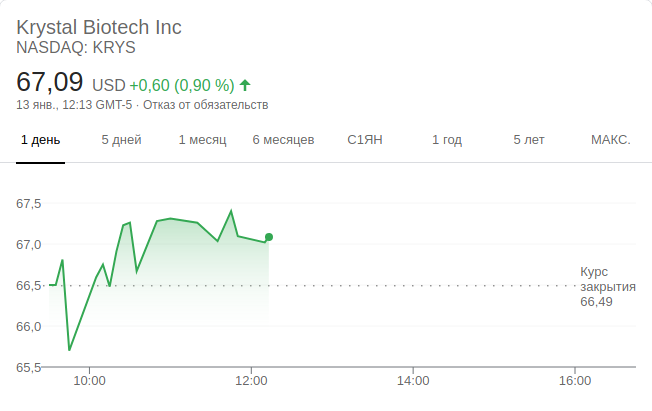 Krystal Biotech Inc
NASDAQ: KRYS
67,09 USD +0,60 (0,90 %)
13 янв., 12:13 GMT-5 · Отказ от обязательств
1 день 5 дней 1 месяц 6 месяцев С1ЯН 1 год 5 лет МАКС.
67,5
67,0
66,5
66,0
65,5
Курс
закрытия
66,49
10:00 12:00 14:00 16:00